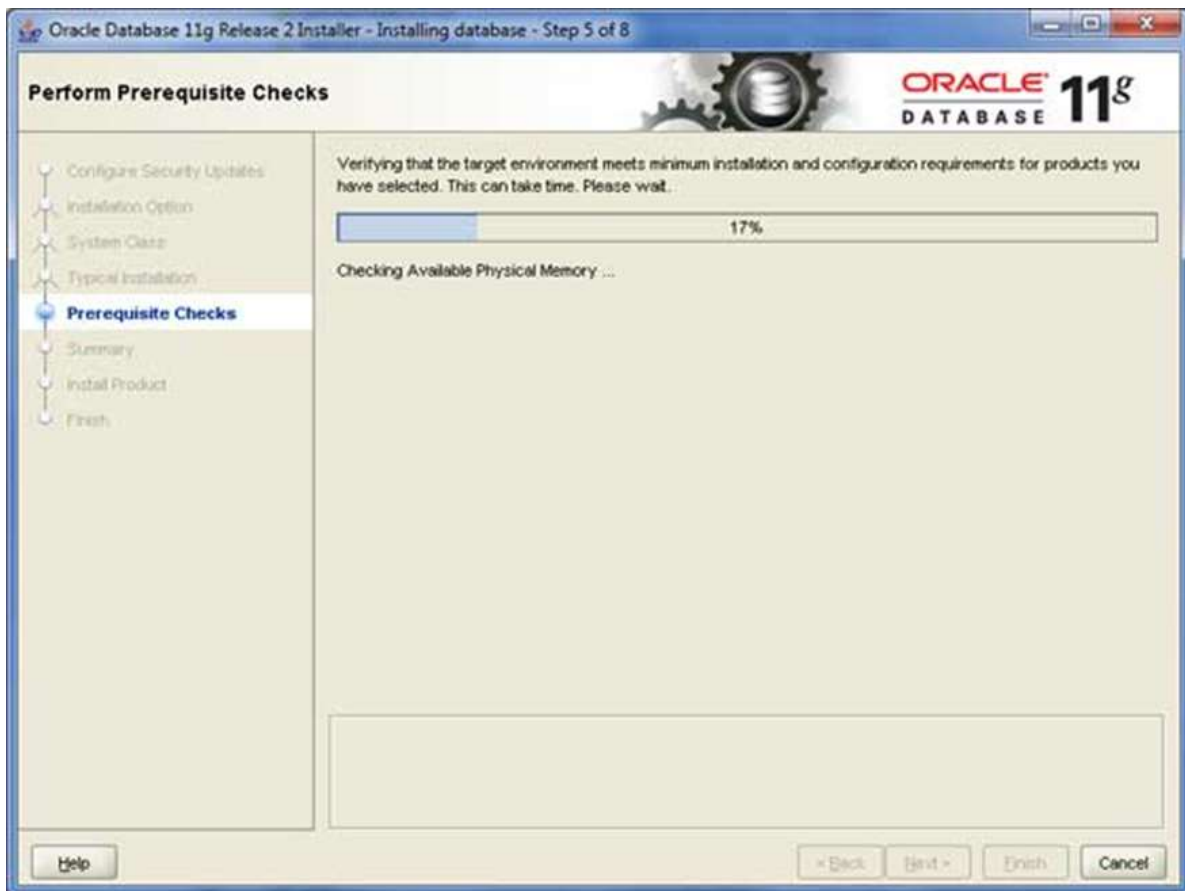 Oracle Database 11g Release 2 Installer - Installing database - Step 5 of 8
Perform Prerequisite Checks
ORACLE
DATABASE
11g
Configure Security Updates
Installation Option
System Class
Typical Installation
Prerequisite Checks
Summary
Install Product
Finish
Verifying that the target environment meets minimum installation and configuration requirements for products you
have selected. This can take time. Please wait.
17%
Checking Available Physical Memory ...
Help
< Back
Next >
Finish
Cancel